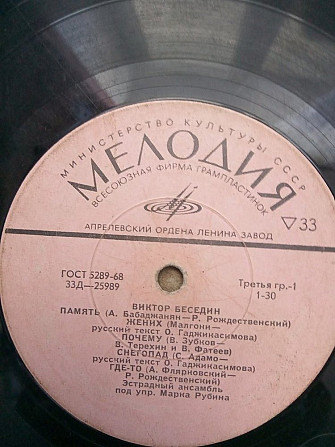 МИНИСТЕРСТВО КУЛЬТУРЫ СССР
МЕЛОДИЯ
ВСЕСОЮЗНАЯ ФИРМА ГРАМПЛАСТИНОК
▽33
АПРЕЛЕВСКИЙ ОРДЕНА ЛЕНИНА ЗАВОД
ГОСТ 5289-68
Третья гр.-1
33Д—25989
1-30
ВИКТОР БЕСЕДИН
ПАМЯТЬ (А. Бабаджанян—Р. Рождественский)
ЖЕНИХ (Малгони—
русский текст О. Гаджикасимова)
ПОЧЕМУ (В. Зубков—
В. Терехин и В. Фатеев)
СНЕГОПАД (С. Адамо—
русский текст О. Гаджикасимова)
ГДЕ-ТО (А. Флярковский—
Р. Рождественский)
Эстрадный ансамбль
под упр. Марка Рубина